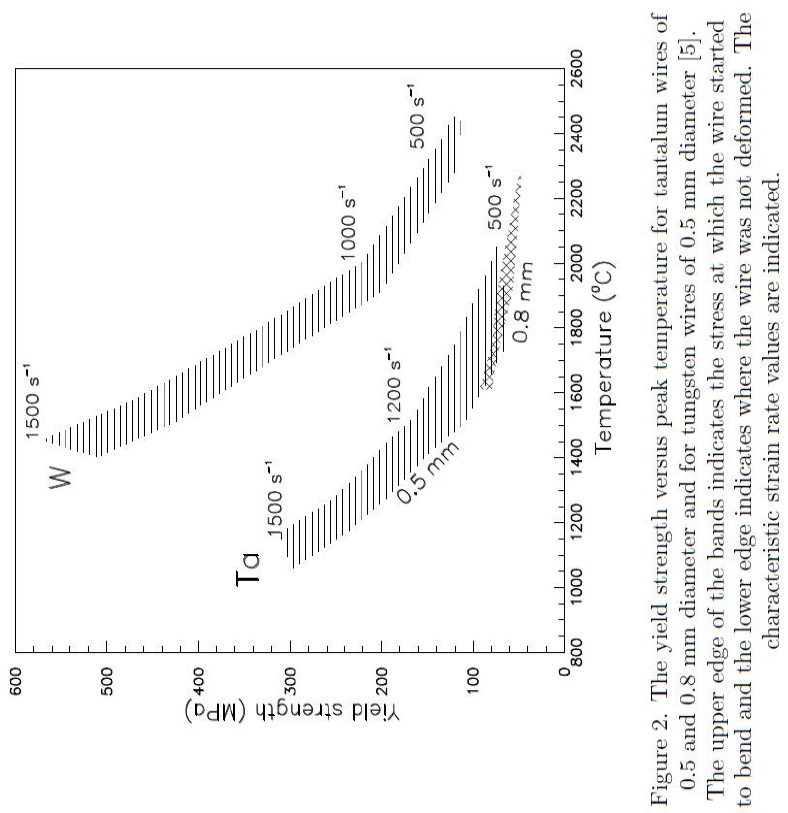 600
500
400
300
200
100
0
Yield strength (MPa)
800
1000
1200
1400
1600
1800
2000
2200
2400
2600
Temperature (⁰C)
W
1500 s⁻¹
1000 s⁻¹
500 s⁻¹
Ta
1500 s⁻¹
1200 s⁻¹
500 s⁻¹
0.5 mm
0.8 mm
Figure 2. The yield strength versus peak temperature for tantalum wires of
0.5 and 0.8 mm diameter and for tungsten wires of 0.5 mm diameter [5].
The upper edge of the bands indicates the stress at which the wire started
to bend and the lower edge indicates where the wire was not deformed. The
characteristic strain rate values are indicated.